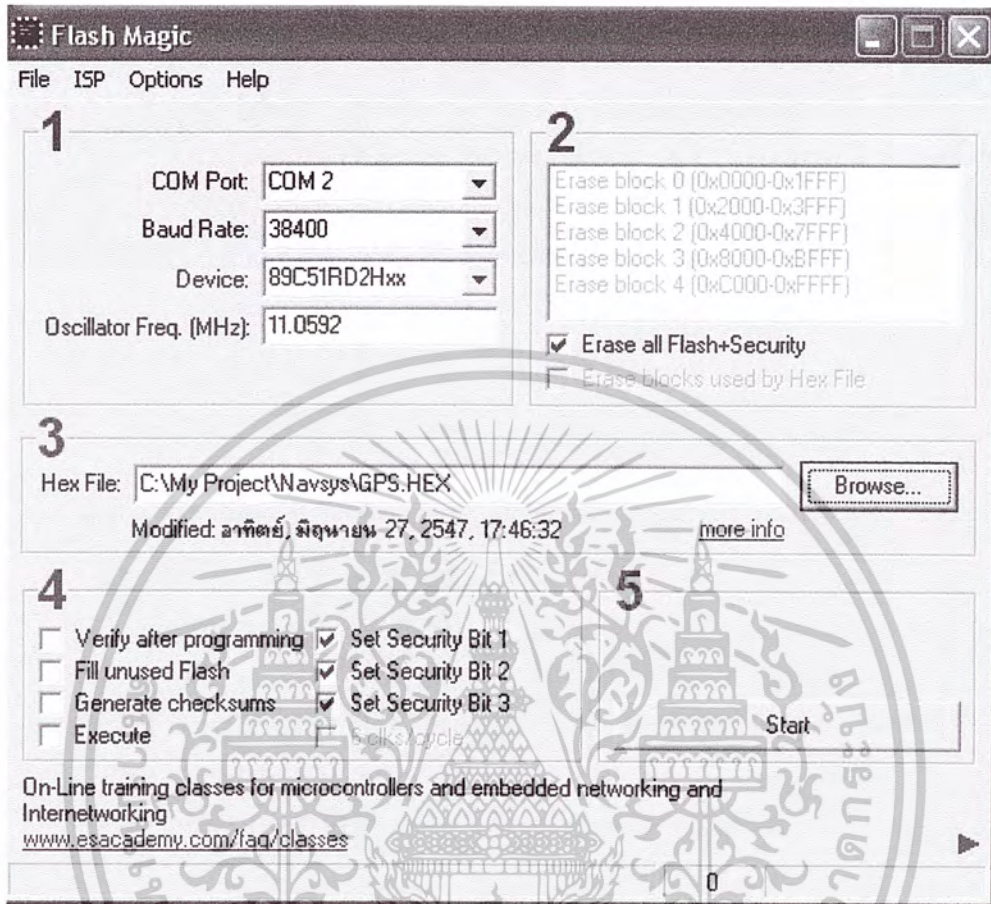 Flash Magic
File ISP Options Help
1
COM Port: COM 2
Baud Rate: 38400
Device: 89C51RD2Hxx
Oscillator Freq. (MHz): 11.0592
2
Erase block 0 (0x0000-0x1FFF)
Erase block 1 (0x2000-0x3FFF)
Erase block 2 (0x4000-0x7FFF)
Erase block 3 (0x8000-0xBFFF)
Erase block 4 (0xC000-0xFFFF)
Erase all Flash+Security
Erase blocks used by Hex File
3
Hex File: C:\My Project\Navsys\GPS.HEX Browse...
Modified: อาทิตย์, มิถุนายน 27, 2547, 17:46:32 more info
4
Verify after programming Set Security Bit 1
Fill unused Flash Set Security Bit 2
Generate checksums Set Security Bit 3
Execute 6 clks/cycle
5
Start
On-Line training classes for microcontrollers and embedded networking and
Internetworking
www.esacademy.com/faq/classes
0